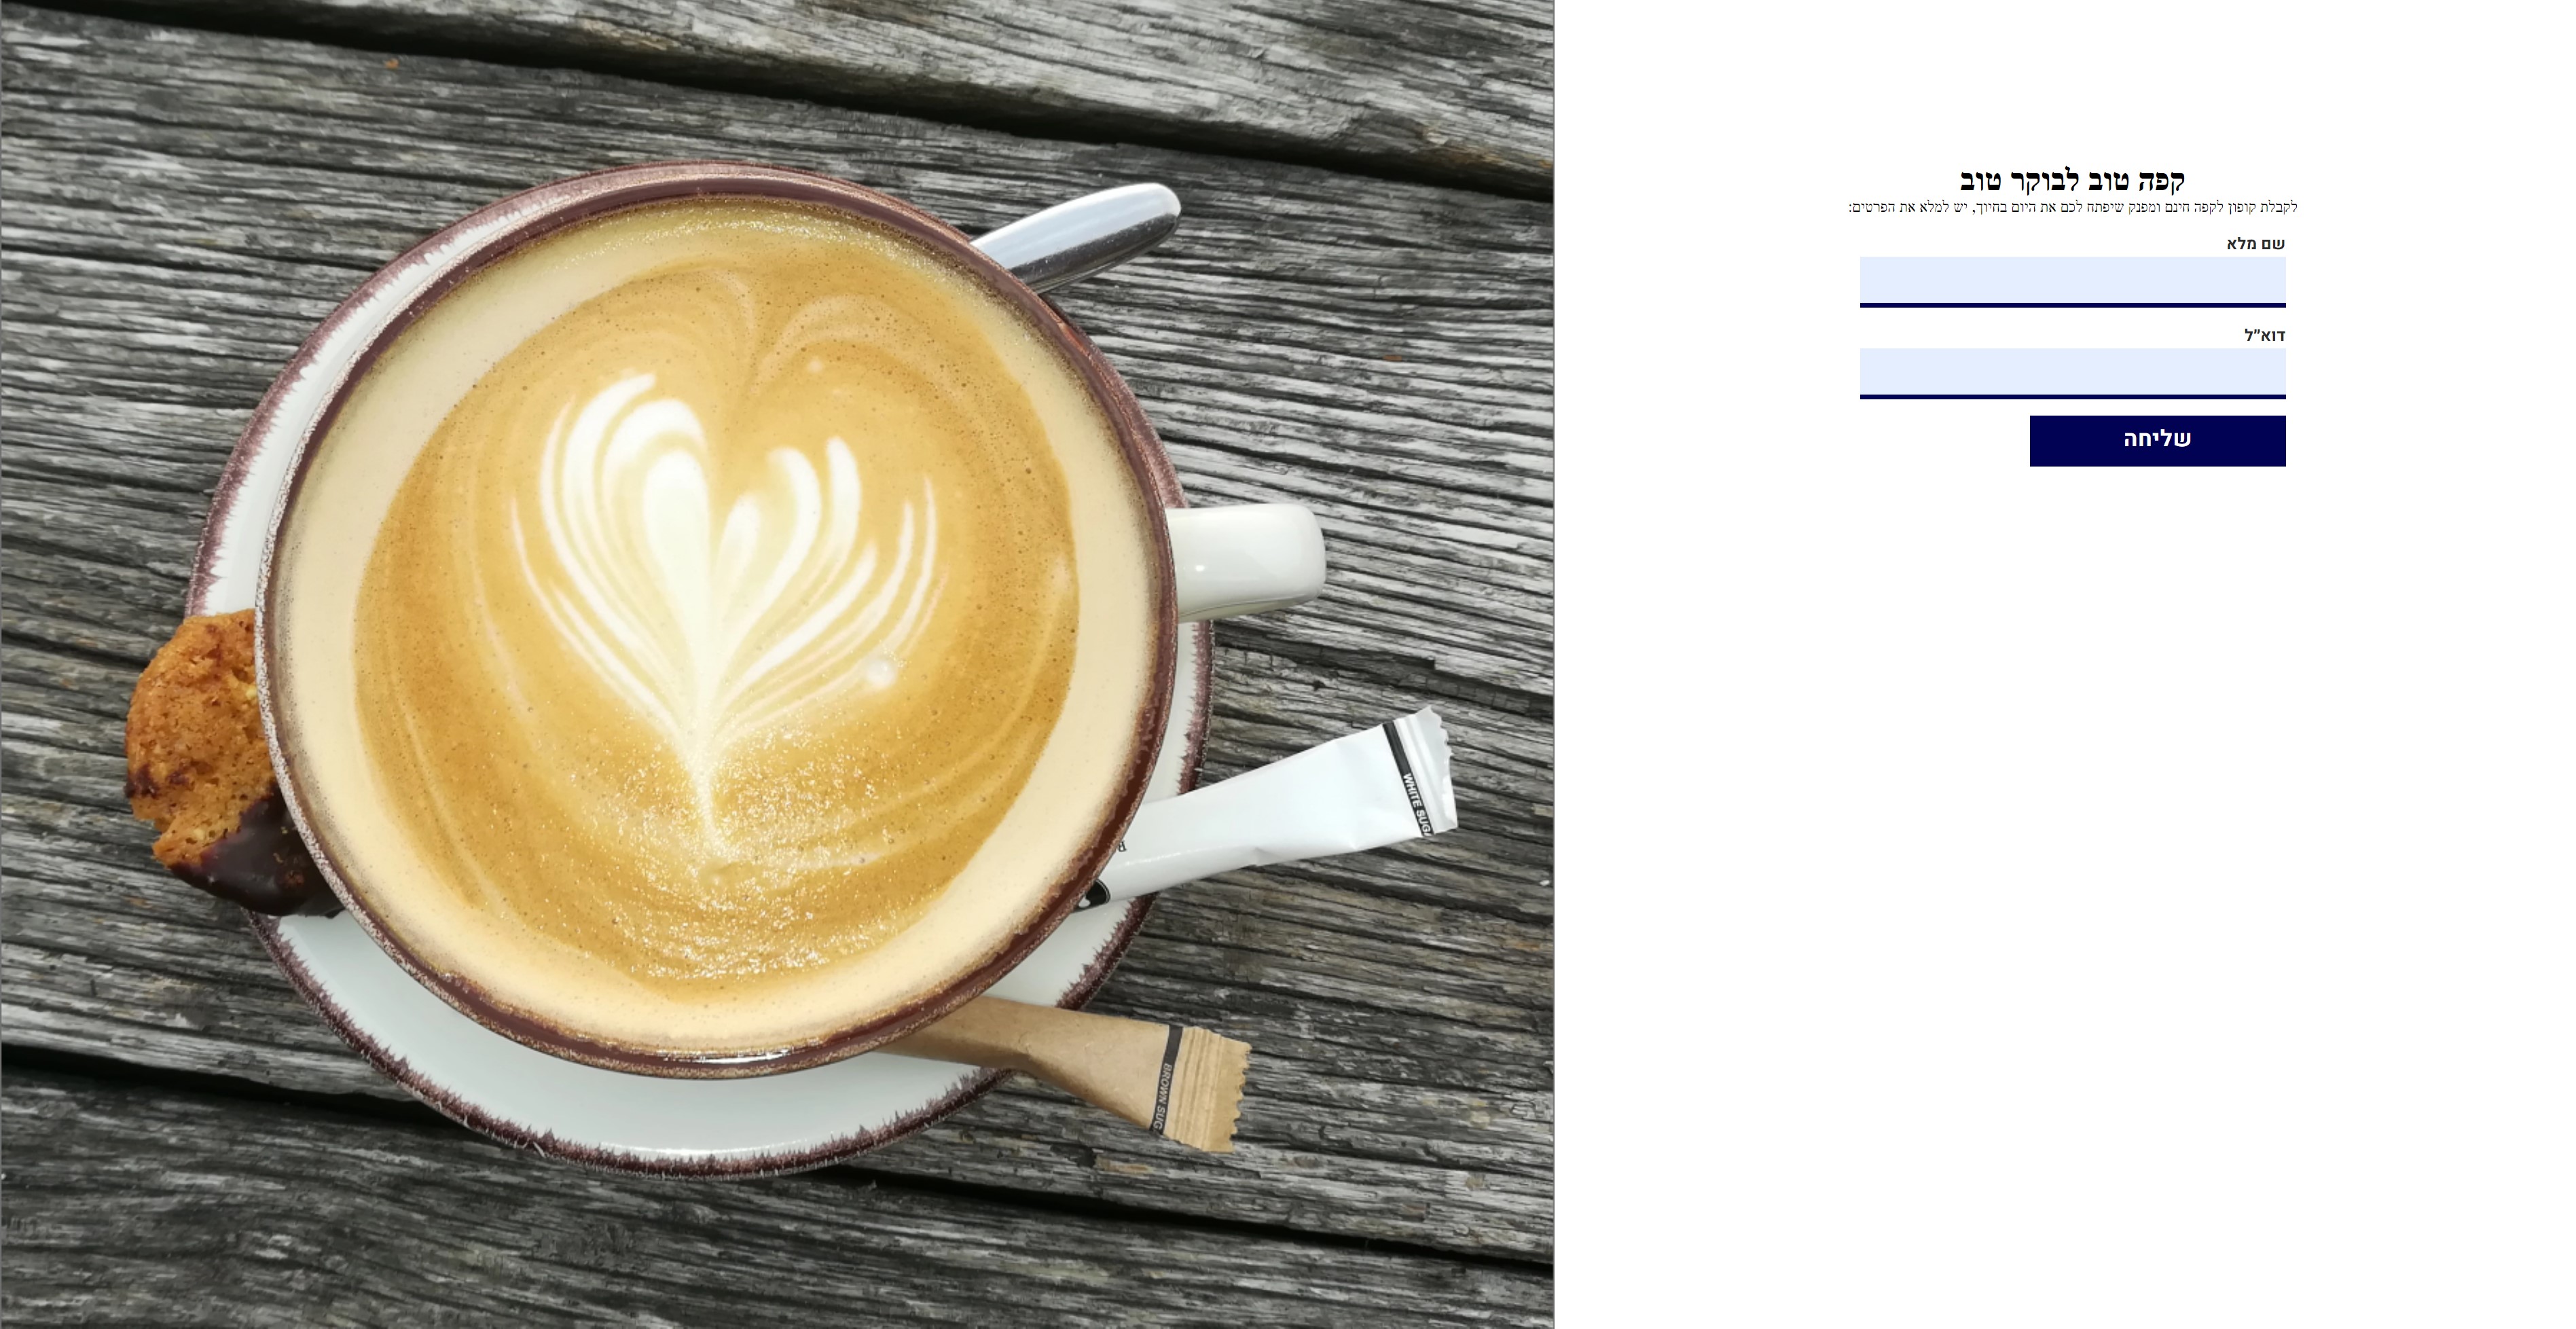 קפה טוב לבוקר טוב
לקבלת קופון לקפה חינם ומפנק שיפתח לכם את היום בחיוך, יש למלא את הפרטים:
שם מלא
דוא״ל
שליחה
WHITE SUGA
BROWN SUG